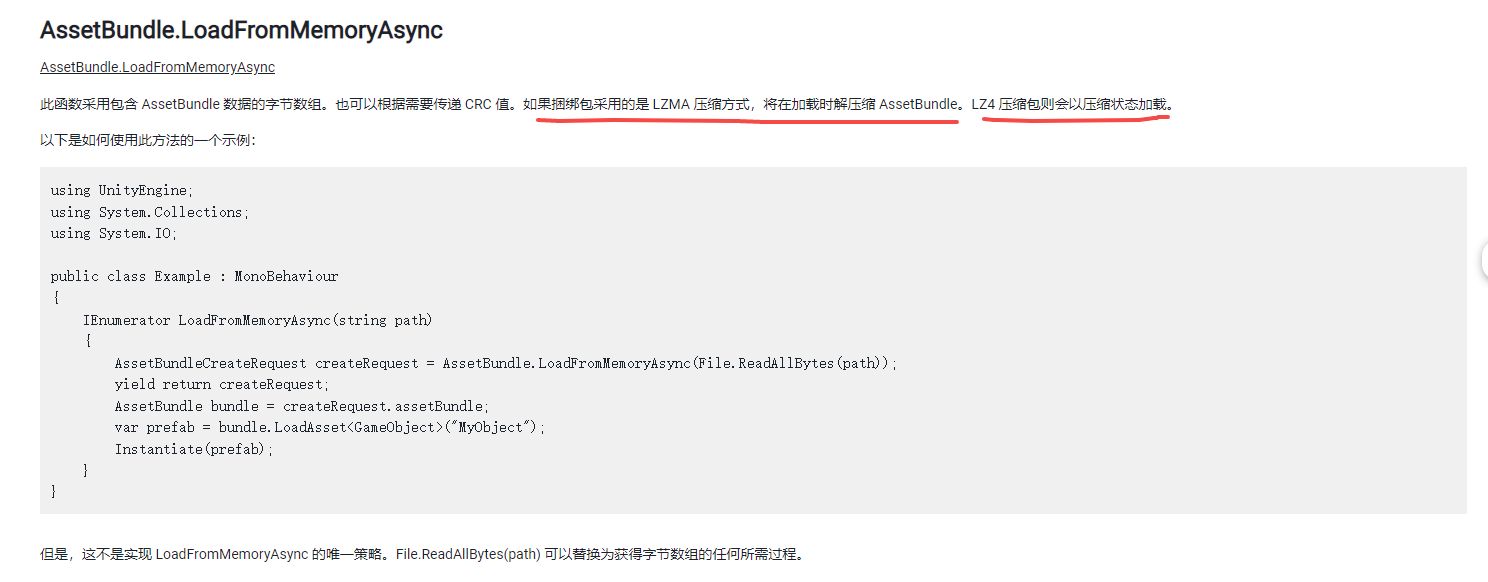 AssetBundle.LoadFromMemoryAsync
AssetBundle.LoadFromMemoryAsync
此函数采用包含 AssetBundle 数据的字节数组。也可以根据需要传递 CRC 值。如果捆绑包采用的是 LZMA 压缩方式，将在加载时解压缩 AssetBundle。LZ4 压缩包则会以压缩状态加载。
以下是如何使用此方法的一个示例：
using UnityEngine;
using System.Collections;
using System.IO;
public class Example : MonoBehaviour
{
    IEnumerator LoadFromMemoryAsync(string path)
    {
        AssetBundleCreateRequest createRequest = AssetBundle.LoadFromMemoryAsync(File.ReadAllBytes(path));
        yield return createRequest;
        AssetBundle bundle = createRequest.assetBundle;
        var prefab = bundle.LoadAsset<GameObject>("MyObject");
        Instantiate(prefab);
    }
}
但是，这不是实现 LoadFromMemoryAsync 的唯一策略。File.ReadAllBytes(path) 可以替换为获得字节数组的任何所需过程。